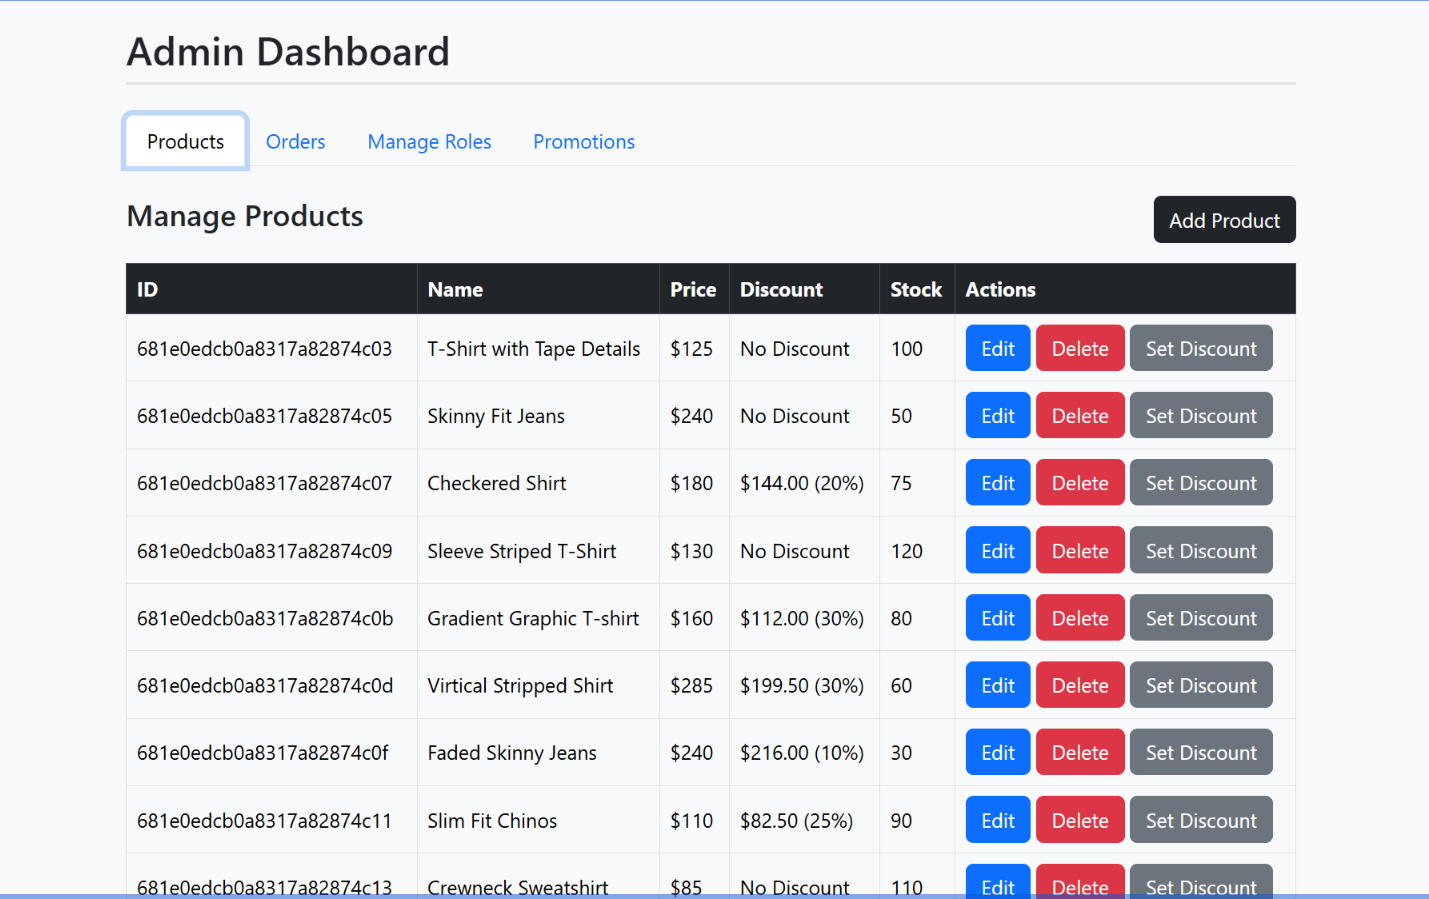 Admin Dashboard
Products Orders Manage Roles Promotions
Manage Products Add Product
ID Name Price Discount Stock Actions
681e0edcb0a8317a82874c03 T-Shirt with Tape Details $125 No Discount 100 Edit Delete Set Discount
681e0edcb0a8317a82874c05 Skinny Fit Jeans $240 No Discount 50 Edit Delete Set Discount
681e0edcb0a8317a82874c07 Checkered Shirt $180 $144.00 (20%) 75 Edit Delete Set Discount
681e0edcb0a8317a82874c09 Sleeve Striped T-Shirt $130 No Discount 120 Edit Delete Set Discount
681e0edcb0a8317a82874c0b Gradient Graphic T-shirt $160 $112.00 (30%) 80 Edit Delete Set Discount
681e0edcb0a8317a82874c0d Virtical Stripped Shirt $285 $199.50 (30%) 60 Edit Delete Set Discount
681e0edcb0a8317a82874c0f Faded Skinny Jeans $240 $216.00 (10%) 30 Edit Delete Set Discount
681e0edcb0a8317a82874c11 Slim Fit Chinos $110 $82.50 (25%) 90 Edit Delete Set Discount
681e0edcb0a8317a82874c13 Crewneck Sweatshirt $85 No Discount 110 Edit Delete Set Discount